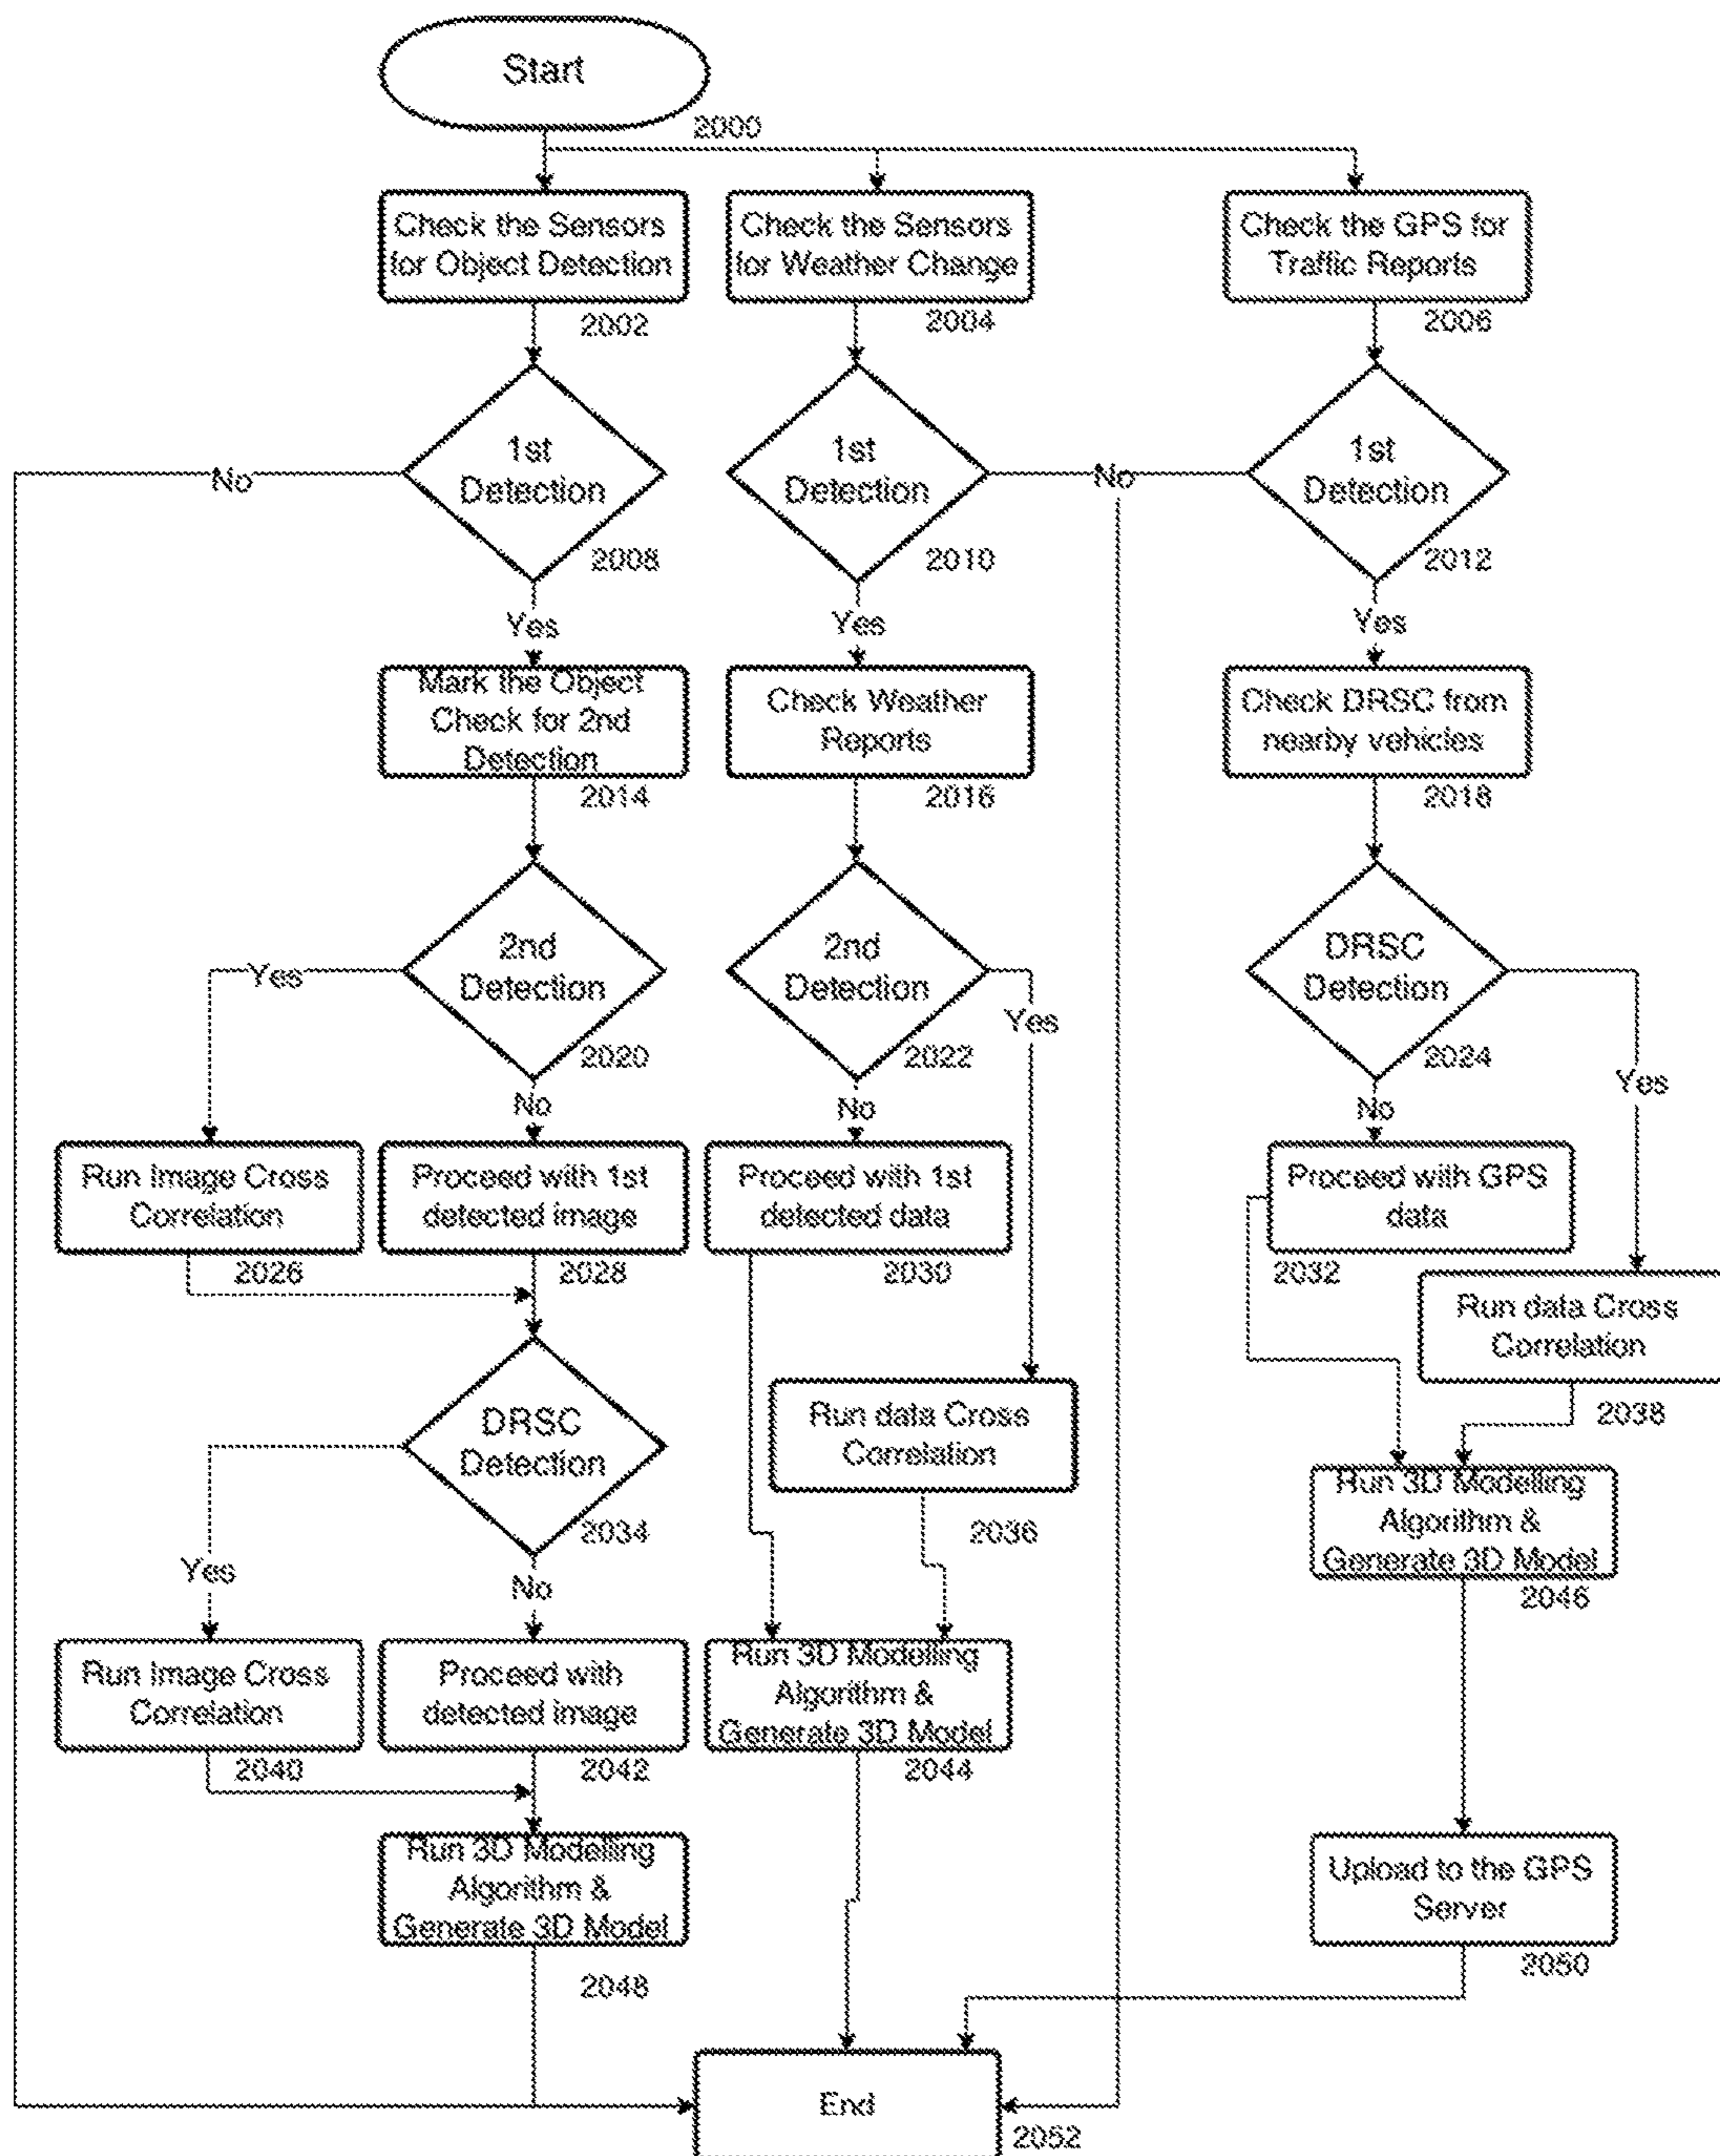 Start
2000
Check the Sensors
for Object Detection
2002
Check the Sensors
for Weather Change
2004
Check the GPS for
Traffic Reports
2006
1st
Detection
2008
No
1st
Detection
2010
No
1st
Detection
2012
Yes
Yes
Yes
Mark the Object
Check for 2nd
Detection
2014
Check Weather
Reports
2016
Check DRSC from
nearby vehicles
2018
2nd
Detection
2020
Yes
2nd
Detection
2022
Yes
DRSC
Detection
2024
Yes
No
No
No
Run Image Cross
Correlation
2026
Proceed with 1st
detected image
2028
Proceed with 1st
detected data
2030
Proceed with GPS
data
2032
Run data Cross
Correlation
2038
DRSC
Detection
2034
Run data Cross
Correlation
2036
Run 3D Modelling
Algorithm &
Generate 3D Model
2046
Yes
No
Run Image Cross
Correlation
2040
Proceed with
detected image
2042
Run 3D Modelling
Algorithm &
Generate 3D Model
2044
Run 3D Modelling
Algorithm &
Generate 3D Model
2048
Upload to the GPS
Server
2050
End
2052